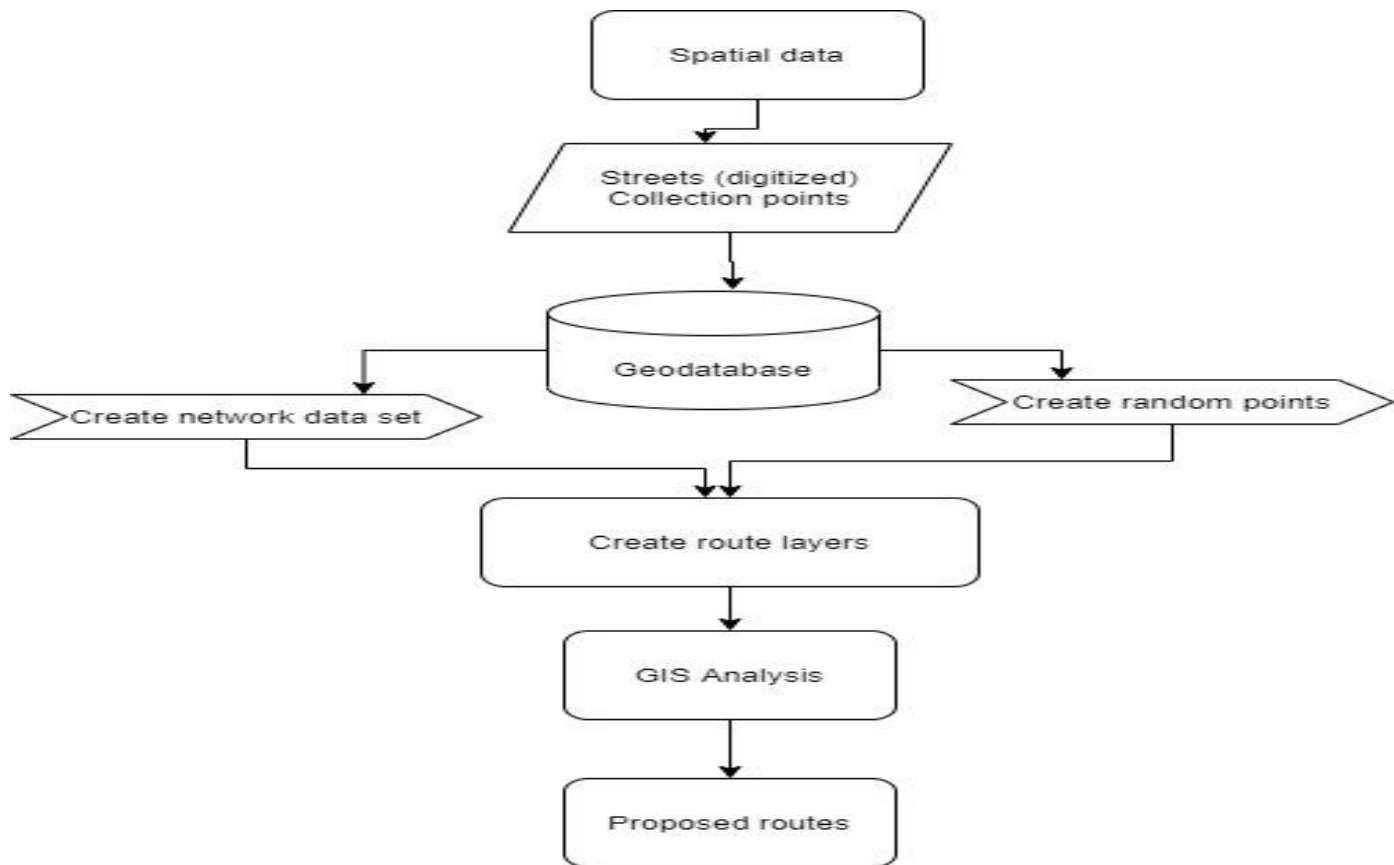 Spatial data
Streets (digitized)
Collection points
Geodatabase
Create network data set
Create random points
Create route layers
GIS Analysis
Proposed routes